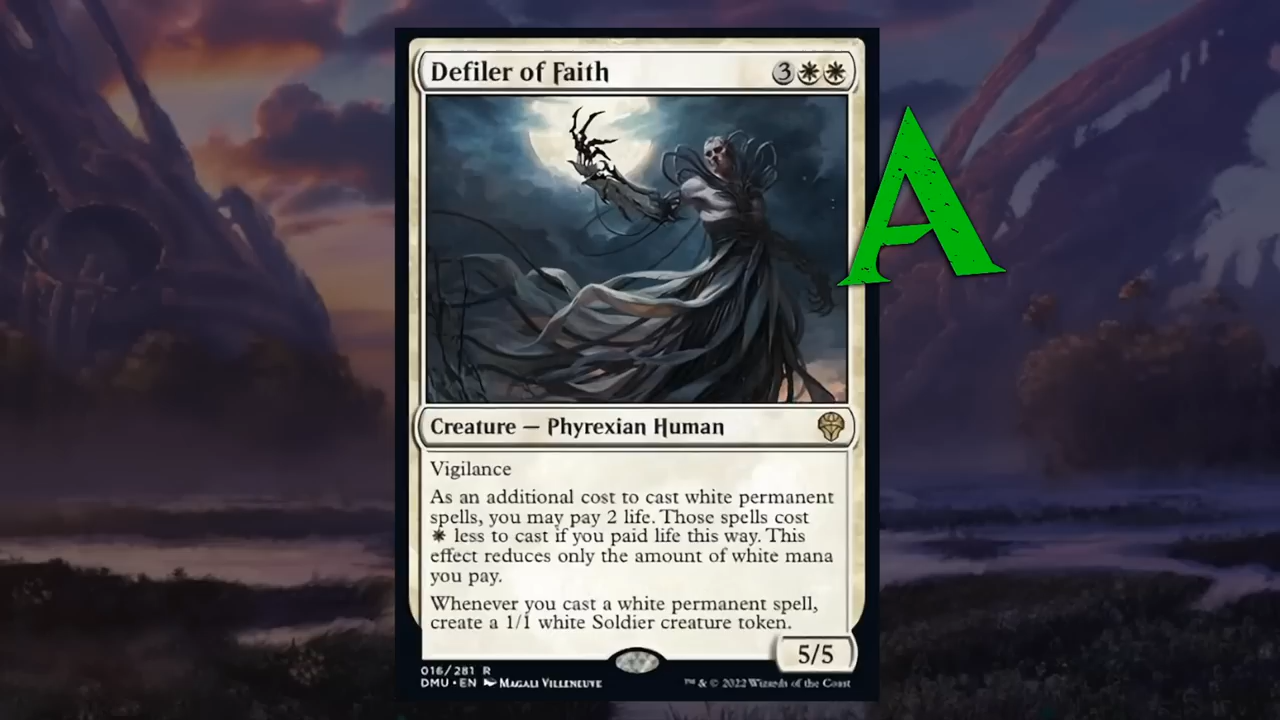 Defiler of Faith
3
A
Creature — Phyrexian Human
Vigilance
As an additional cost to cast white permanent
spells, you may pay 2 life. Those spells cost
less to cast if you paid life this way. This
effect reduces only the amount of white mana
you pay.
Whenever you cast a white permanent spell,
create a 1/1 white Soldier creature token.
5/5
016/281 R
DMU • EN Magali Villeneuve
™ & © 2022 Wizards of the Coast